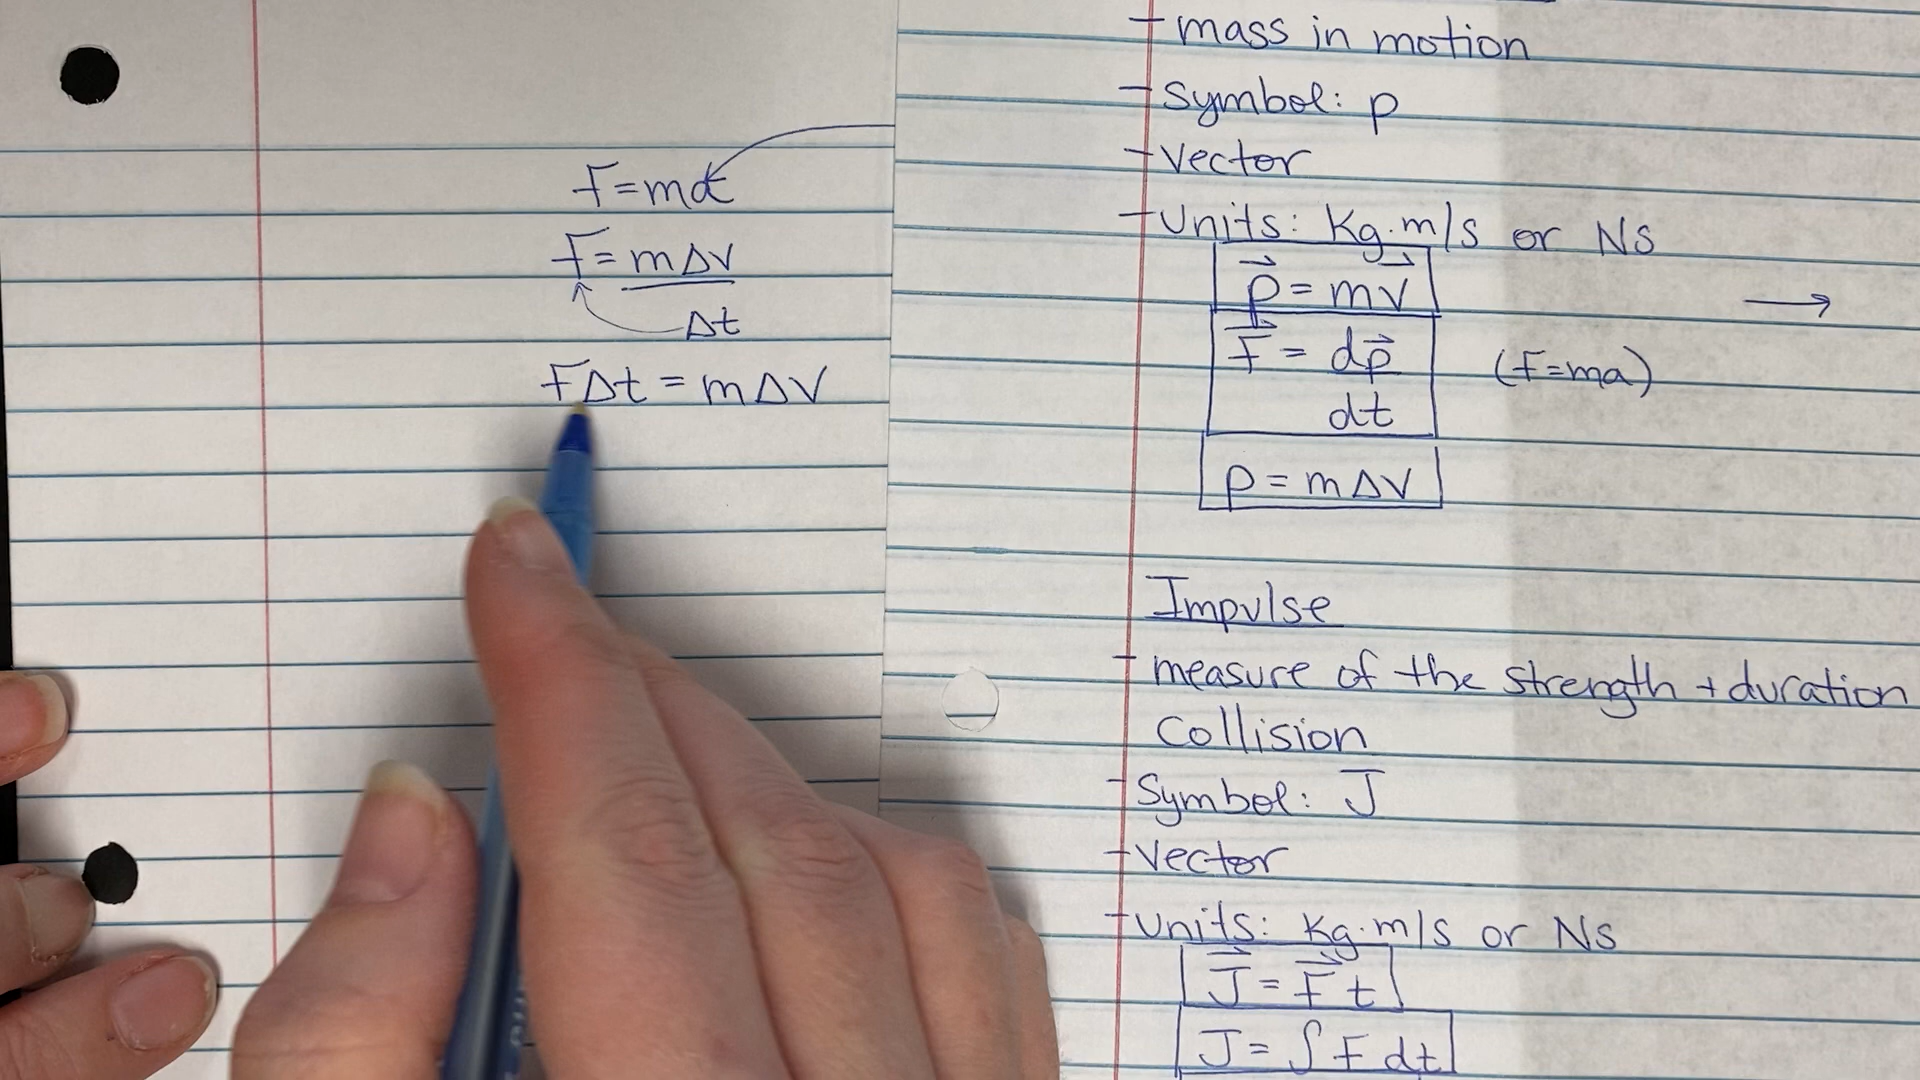 F=ma
F = mΔV
Δt
FΔt = mΔV
- mass in motion
- Symbol: p
- Vector
- Units: Kg·m/s or Ns
p⃗ = mv⃗
F⃗ = dp⃗
dt
(F=ma)
p = mΔV
Impulse
- measure of the strength + duration
Collision
- Symbol: J
- Vector
- Units: Kg·m/s or Ns
J⃗ = F⃗ t
J = ∫ F dt